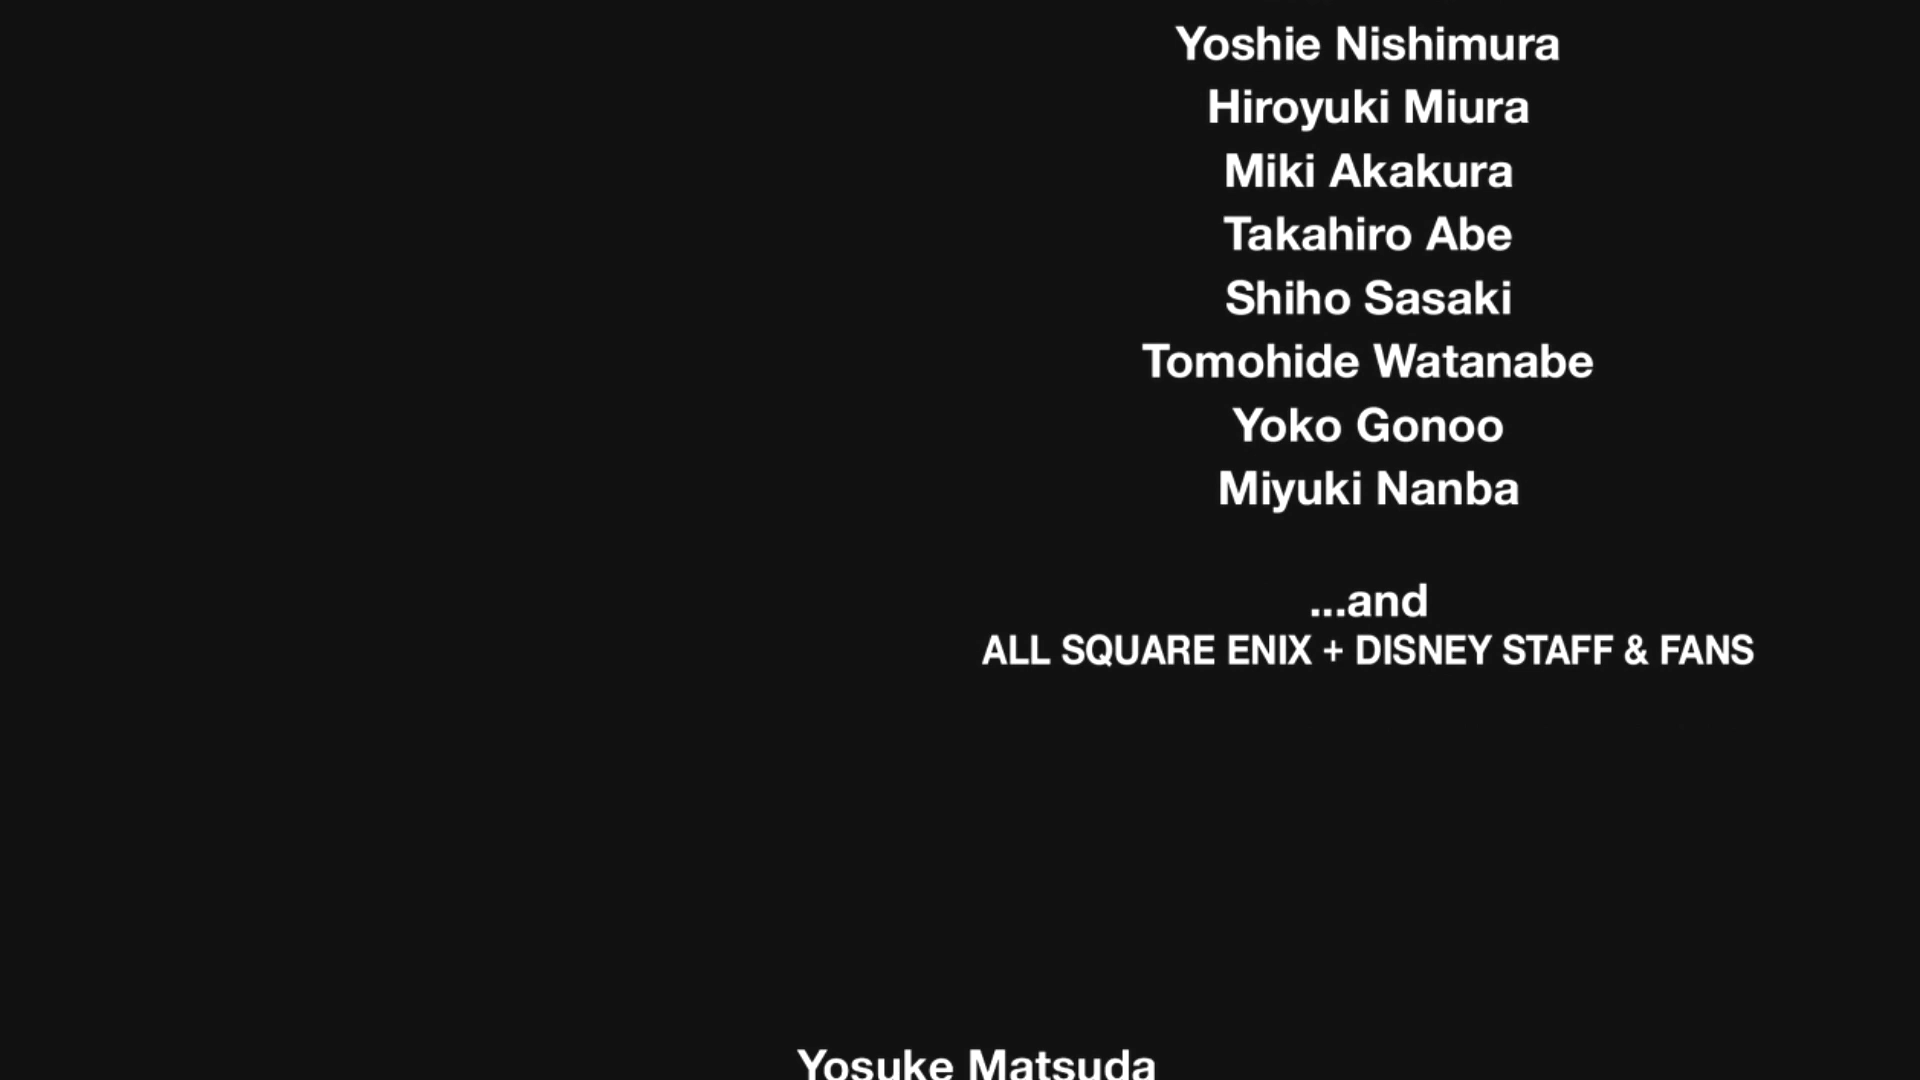 Yoshie Nishimura
Hiroyuki Miura
Miki Akakura
Takahiro Abe
Shiho Sasaki
Tomohide Watanabe
Yoko Gonoo
Miyuki Nanba
...and
ALL SQUARE ENIX + DISNEY STAFF & FANS
Yosuke Matsuda